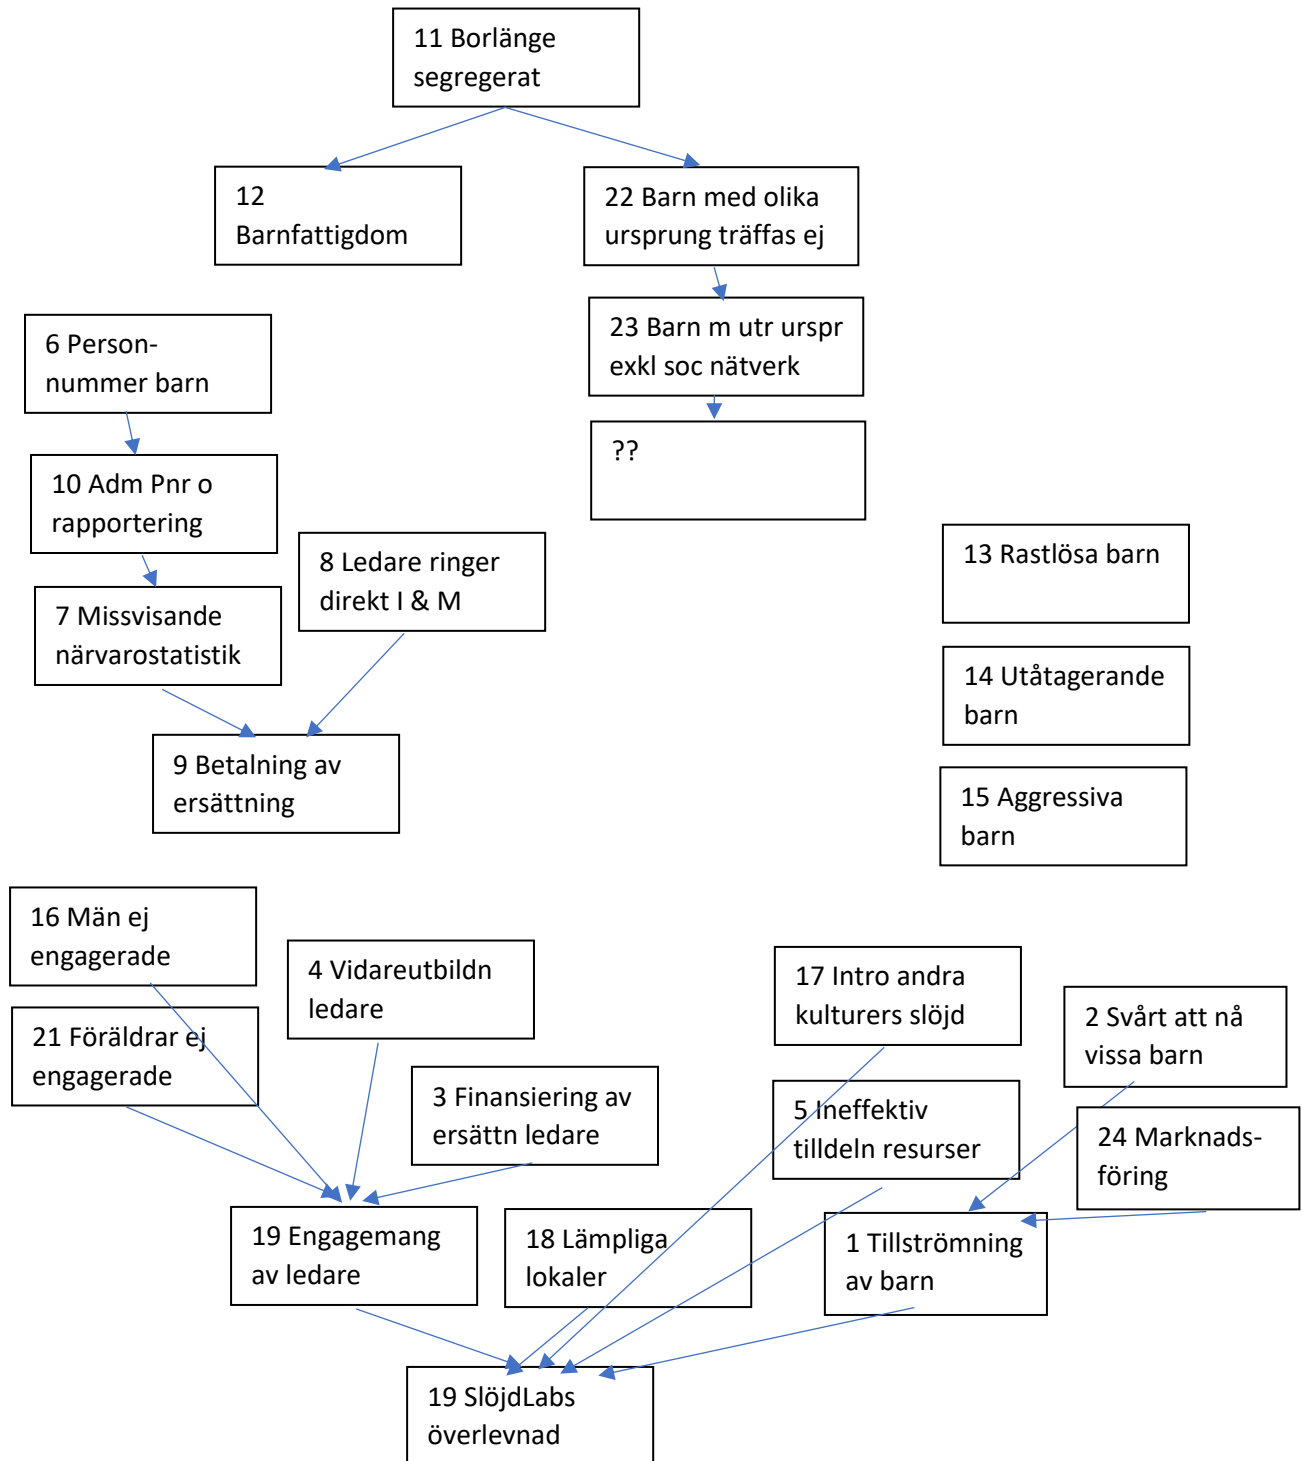 11 Borlänge
segregerat
12
Barnfattigdom
22 Barn med olika
ursprung träffas ej
23 Barn m utr urspr
exkl soc nätverk
??
6 Person-
nummer barn
10 Adm Pnr o
rapportering
7 Missvisande
närvarostatistik
8 Ledare ringer
direkt I & M
9 Betalning av
ersättning
13 Rastlösa barn
14 Utåtagerande
barn
15 Aggressiva
barn
16 Män ej
engagerade
21 Föräldrar ej
engagerade
4 Vidareutbildn
ledare
3 Finansiering av
ersättn ledare
17 Intro andra
kulturers slöjd
5 Ineffektiv
tilldeln resurser
2 Svårt att nå
vissa barn
24 Marknads-
föring
19 Engagemang
av ledare
18 Lämpliga
lokaler
1 Tillströmning
av barn
19 SlöjdLabs
överlevnad